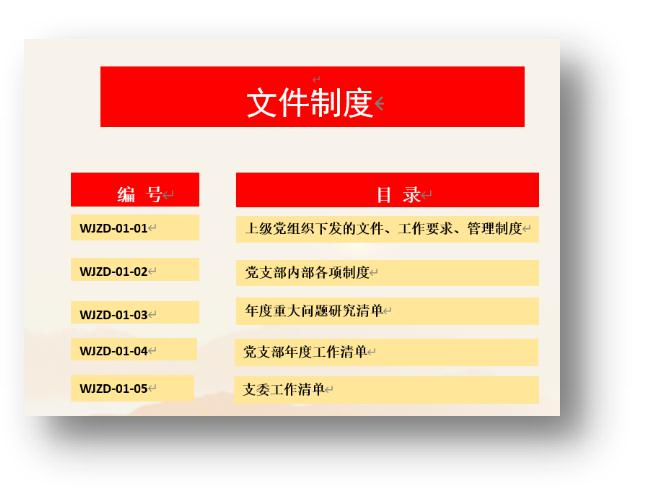 文件制度
编 号 目 录
WJZD-01-01 上级党组织下发的文件、工作要求、管理制度
WJZD-01-02 党支部内部各项制度
WJZD-01-03 年度重大问题研究清单
WJZD-01-04 党支部年度工作清单
WJZD-01-05 支委工作清单